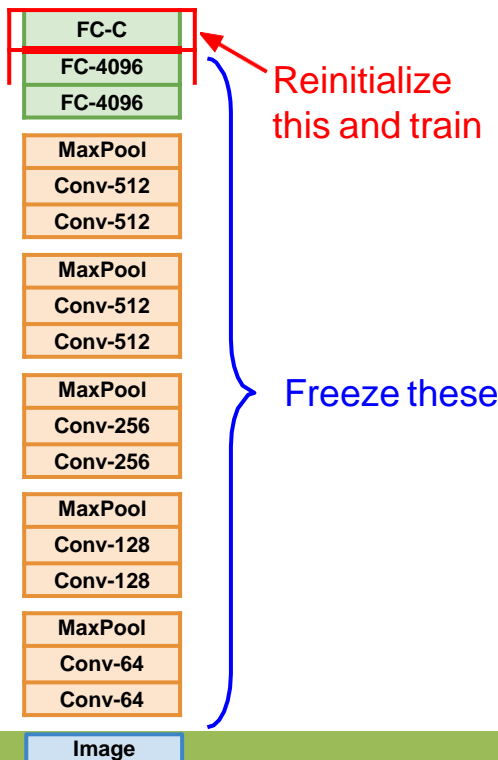 FC-C
FC-4096
FC-4096
Reinitialize
this and train
MaxPool
Conv-512
Conv-512
MaxPool
Conv-512
Conv-512
MaxPool
Conv-256
Conv-256
Freeze these
MaxPool
Conv-128
Conv-128
MaxPool
Conv-64
Conv-64
Image